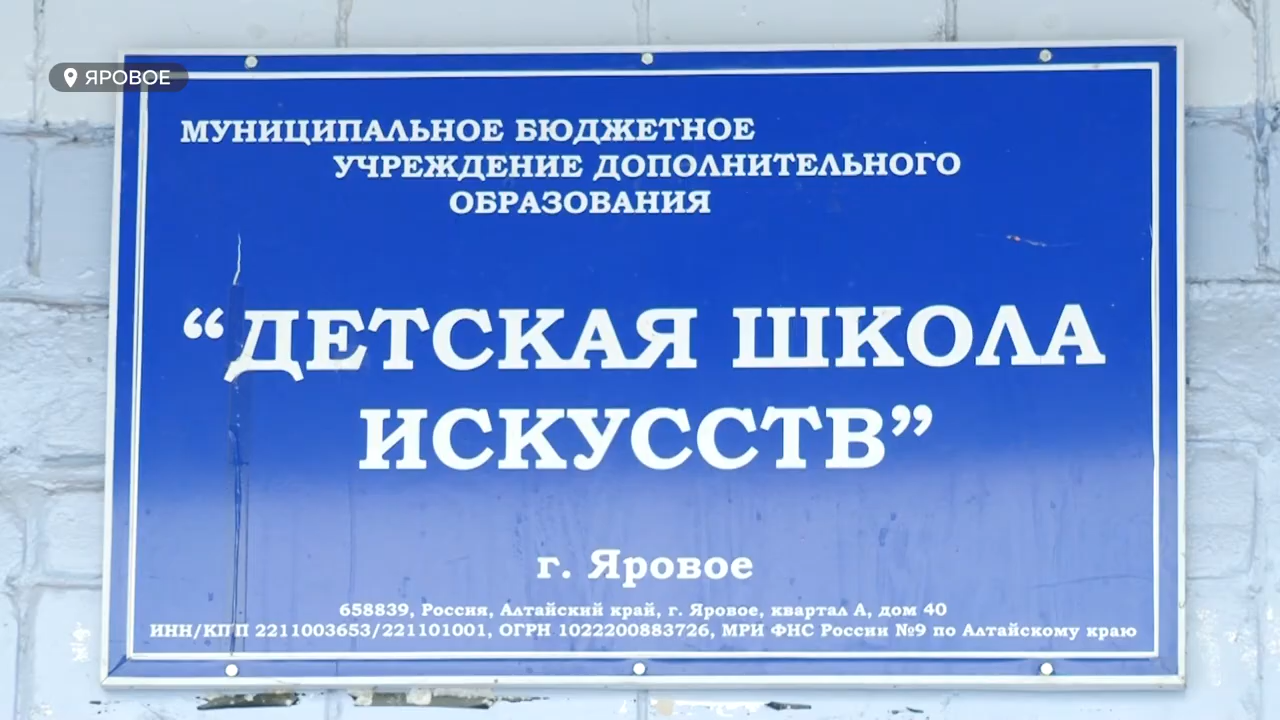 ЯРОВОЕ
МУНИЦИПАЛЬНОЕ БЮДЖЕТНОЕ
УЧРЕЖДЕНИЕ ДОПОЛНИТЕЛЬНОГО
ОБРАЗОВАНИЯ
“ДЕТСКАЯ ШКОЛА
ИСКУССТВ”
г. Яровое
658839, Россия, Алтайский край, г. Яровое, квартал А, дом 40
ИНН/КПП 2211003653/221101001, ОГРН 1022200883726, МРИ ФНС России №9 по Алтайскому краю